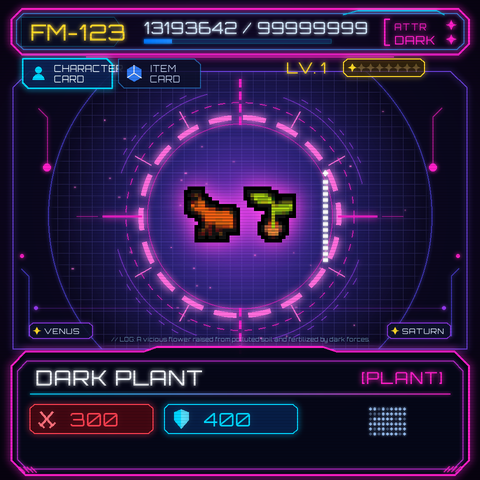 FM-123
13193642 / 99999999
ATTR
DARK
CHARACTER
CARD
ITEM
CARD
LV.1
VENUS
SATURN
// LOG: A vicious flower raised from polluted soil and fertilized by dark forces
DARK PLANT
[PLANT]
300
400